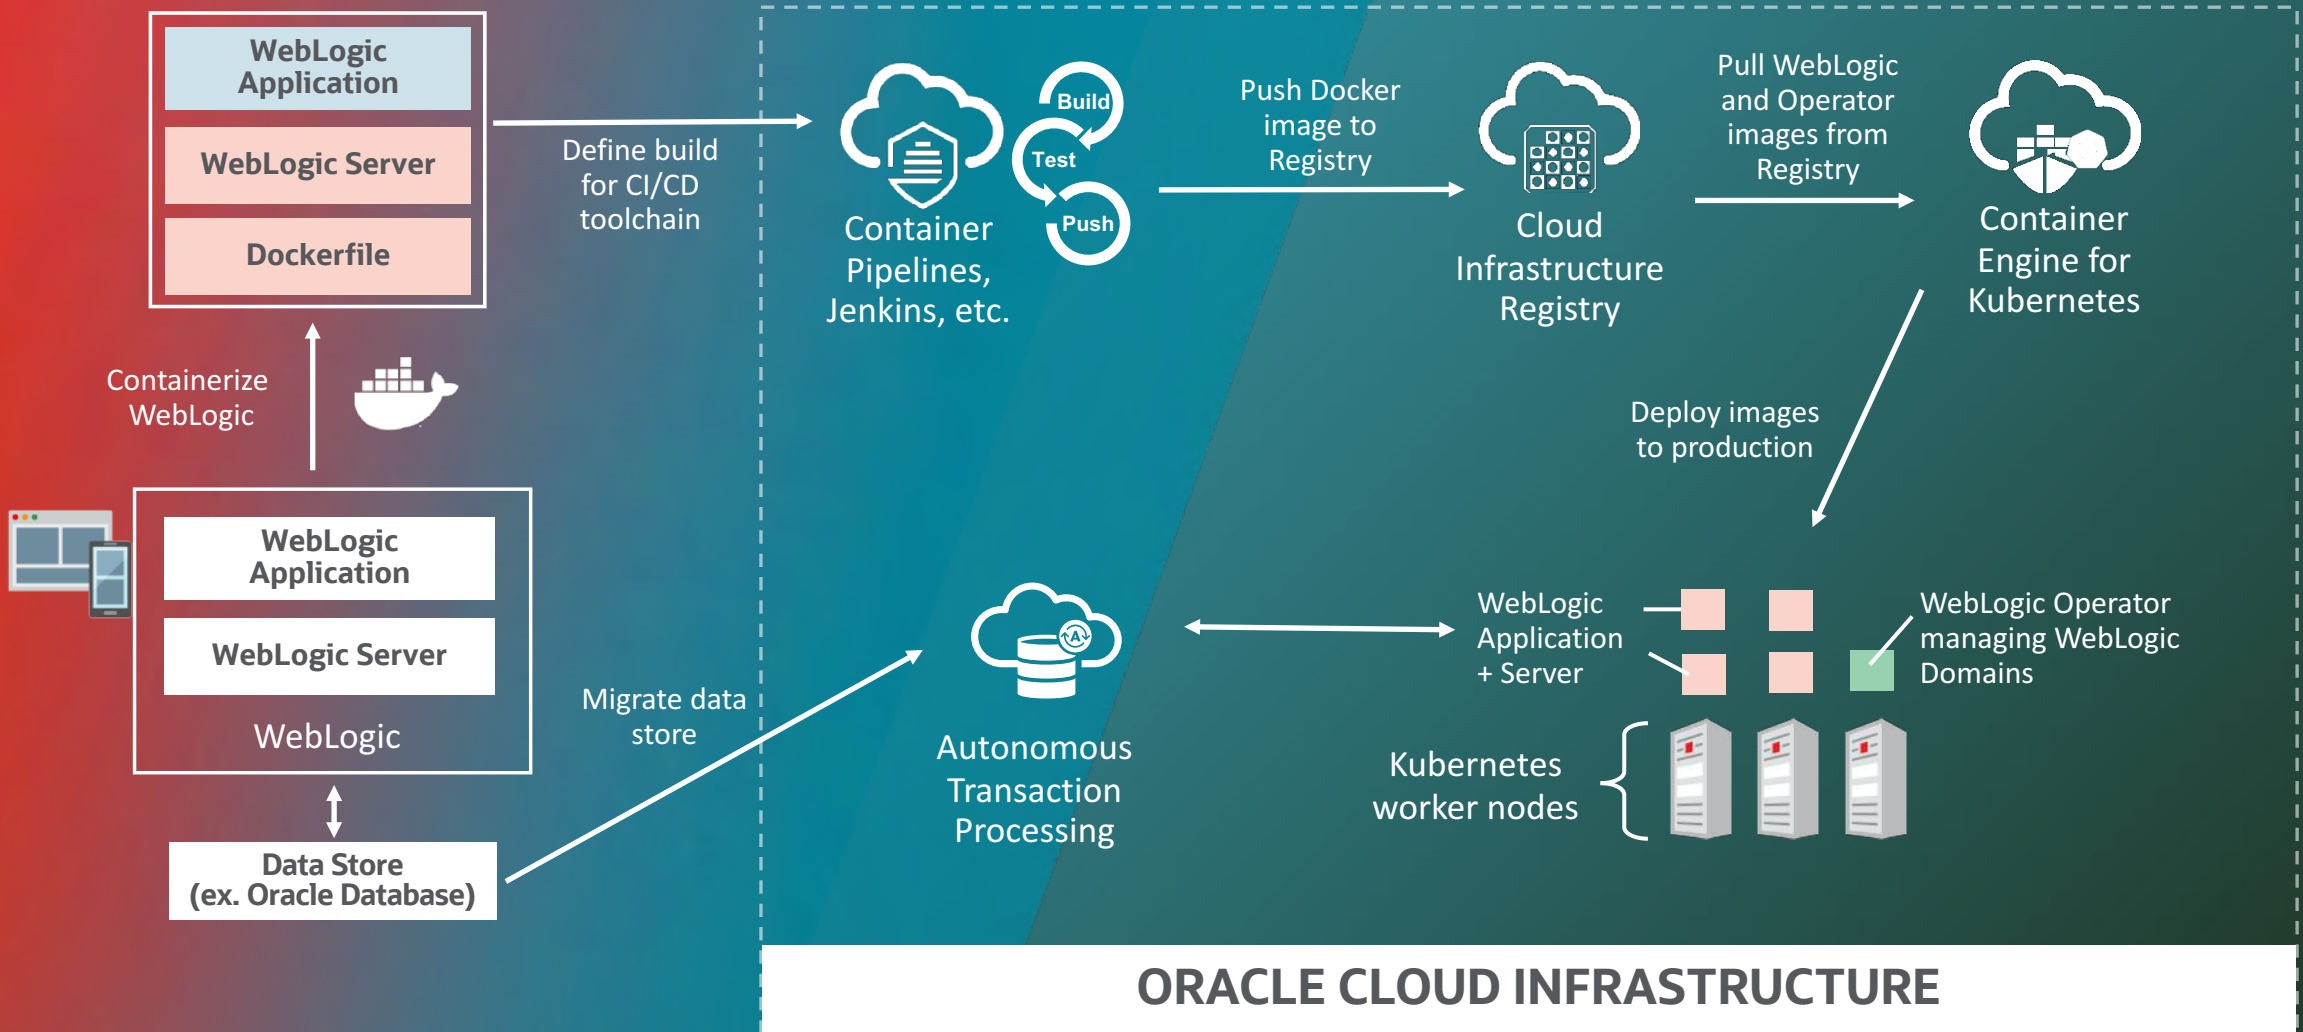 WebLogic
Application
WebLogic Server
Dockerfile
Define build
for CI/CD
toolchain
Container
Pipelines,
Jenkins, etc.
Build
Test
Push
Push Docker
image to
Registry
Cloud
Infrastructure
Registry
Pull WebLogic
and Operator
images from
Registry
Container
Engine for
Kubernetes
Containerize
WebLogic
Deploy images
to production
WebLogic
Application
WebLogic Server
WebLogic
Data Store
(ex. Oracle Database)
Migrate data
store
A
Autonomous
Transaction
Processing
WebLogic
Application
+ Server
WebLogic Operator
managing WebLogic
Domains
Kubernetes
worker nodes
ORACLE CLOUD INFRASTRUCTURE